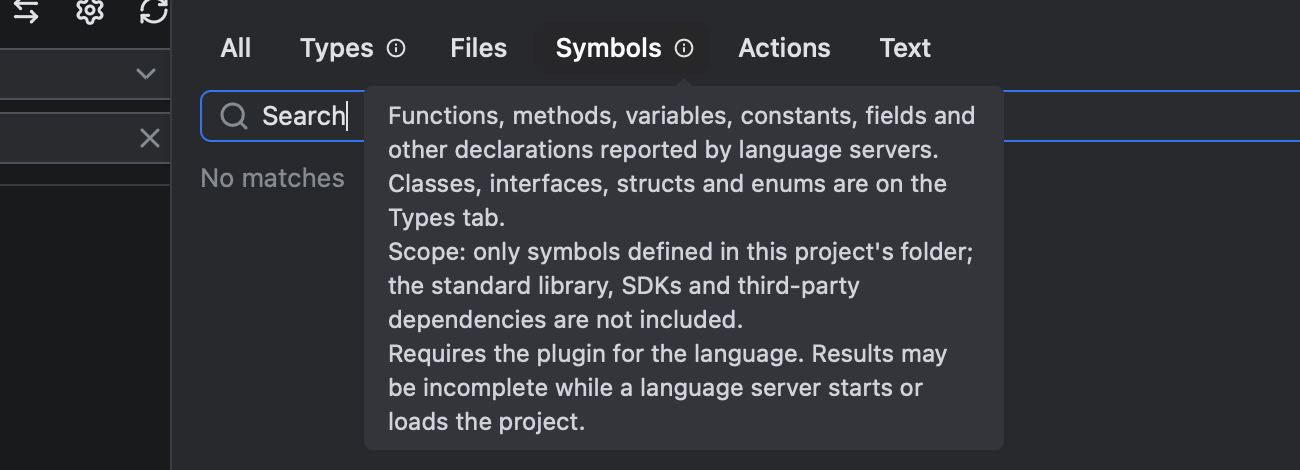 All Types Files Symbols Actions Text
Search
No matches
Functions, methods, variables, constants, fields and
other declarations reported by language servers.
Classes, interfaces, structs and enums are on the
Types tab.
Scope: only symbols defined in this project's folder;
the standard library, SDKs and third-party
dependencies are not included.
Requires the plugin for the language. Results may
be incomplete while a language server starts or
loads the project.